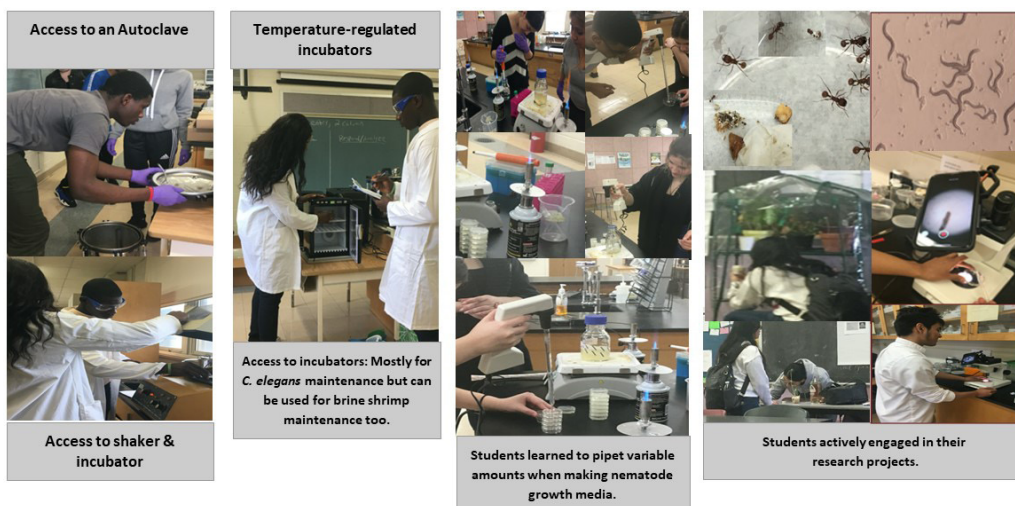 Access to an Autoclave
Access to shaker &
incubator
Temperature-regulated
incubators
Access to incubators: Mostly for
C. elegans maintenance but can
be used for brine shrimp
maintenance too.
Students learned to pipet variable
amounts when making nematode
growth media.
Students actively engaged in their
research projects.